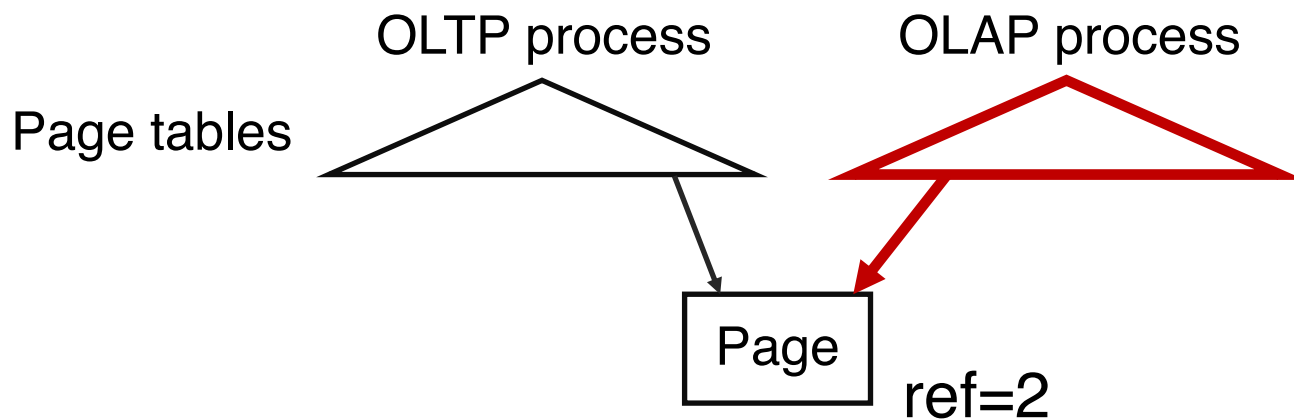 OLTP process
OLAP process
Page tables
Page
ref=2